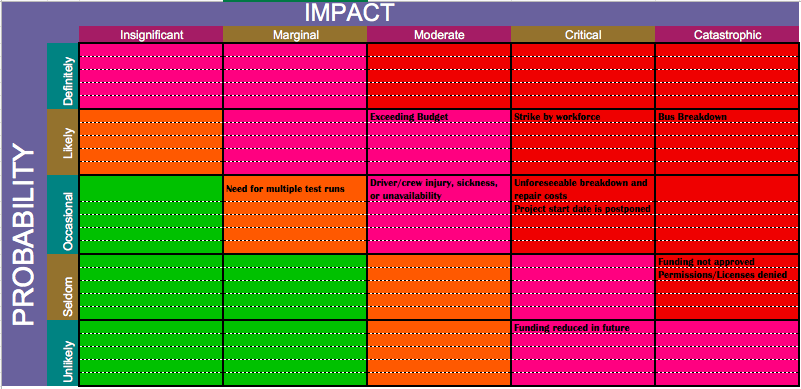 IMPACT
Insignificant
Marginal
Moderate
Critical
Catastrophic
PROBABILITY
Definitely
Likely
Exceeding Budget
Strike by workforce
Bus Breakdown
Occasional
Need for multiple test runs
Driver/crew injury, sickness,
or unavailability
Unforeseeable breakdown and
repair costs
Project start date is postponed
Seldom
Funding not approved
Permissions/Licenses denied
Unlikely
Funding reduced in future